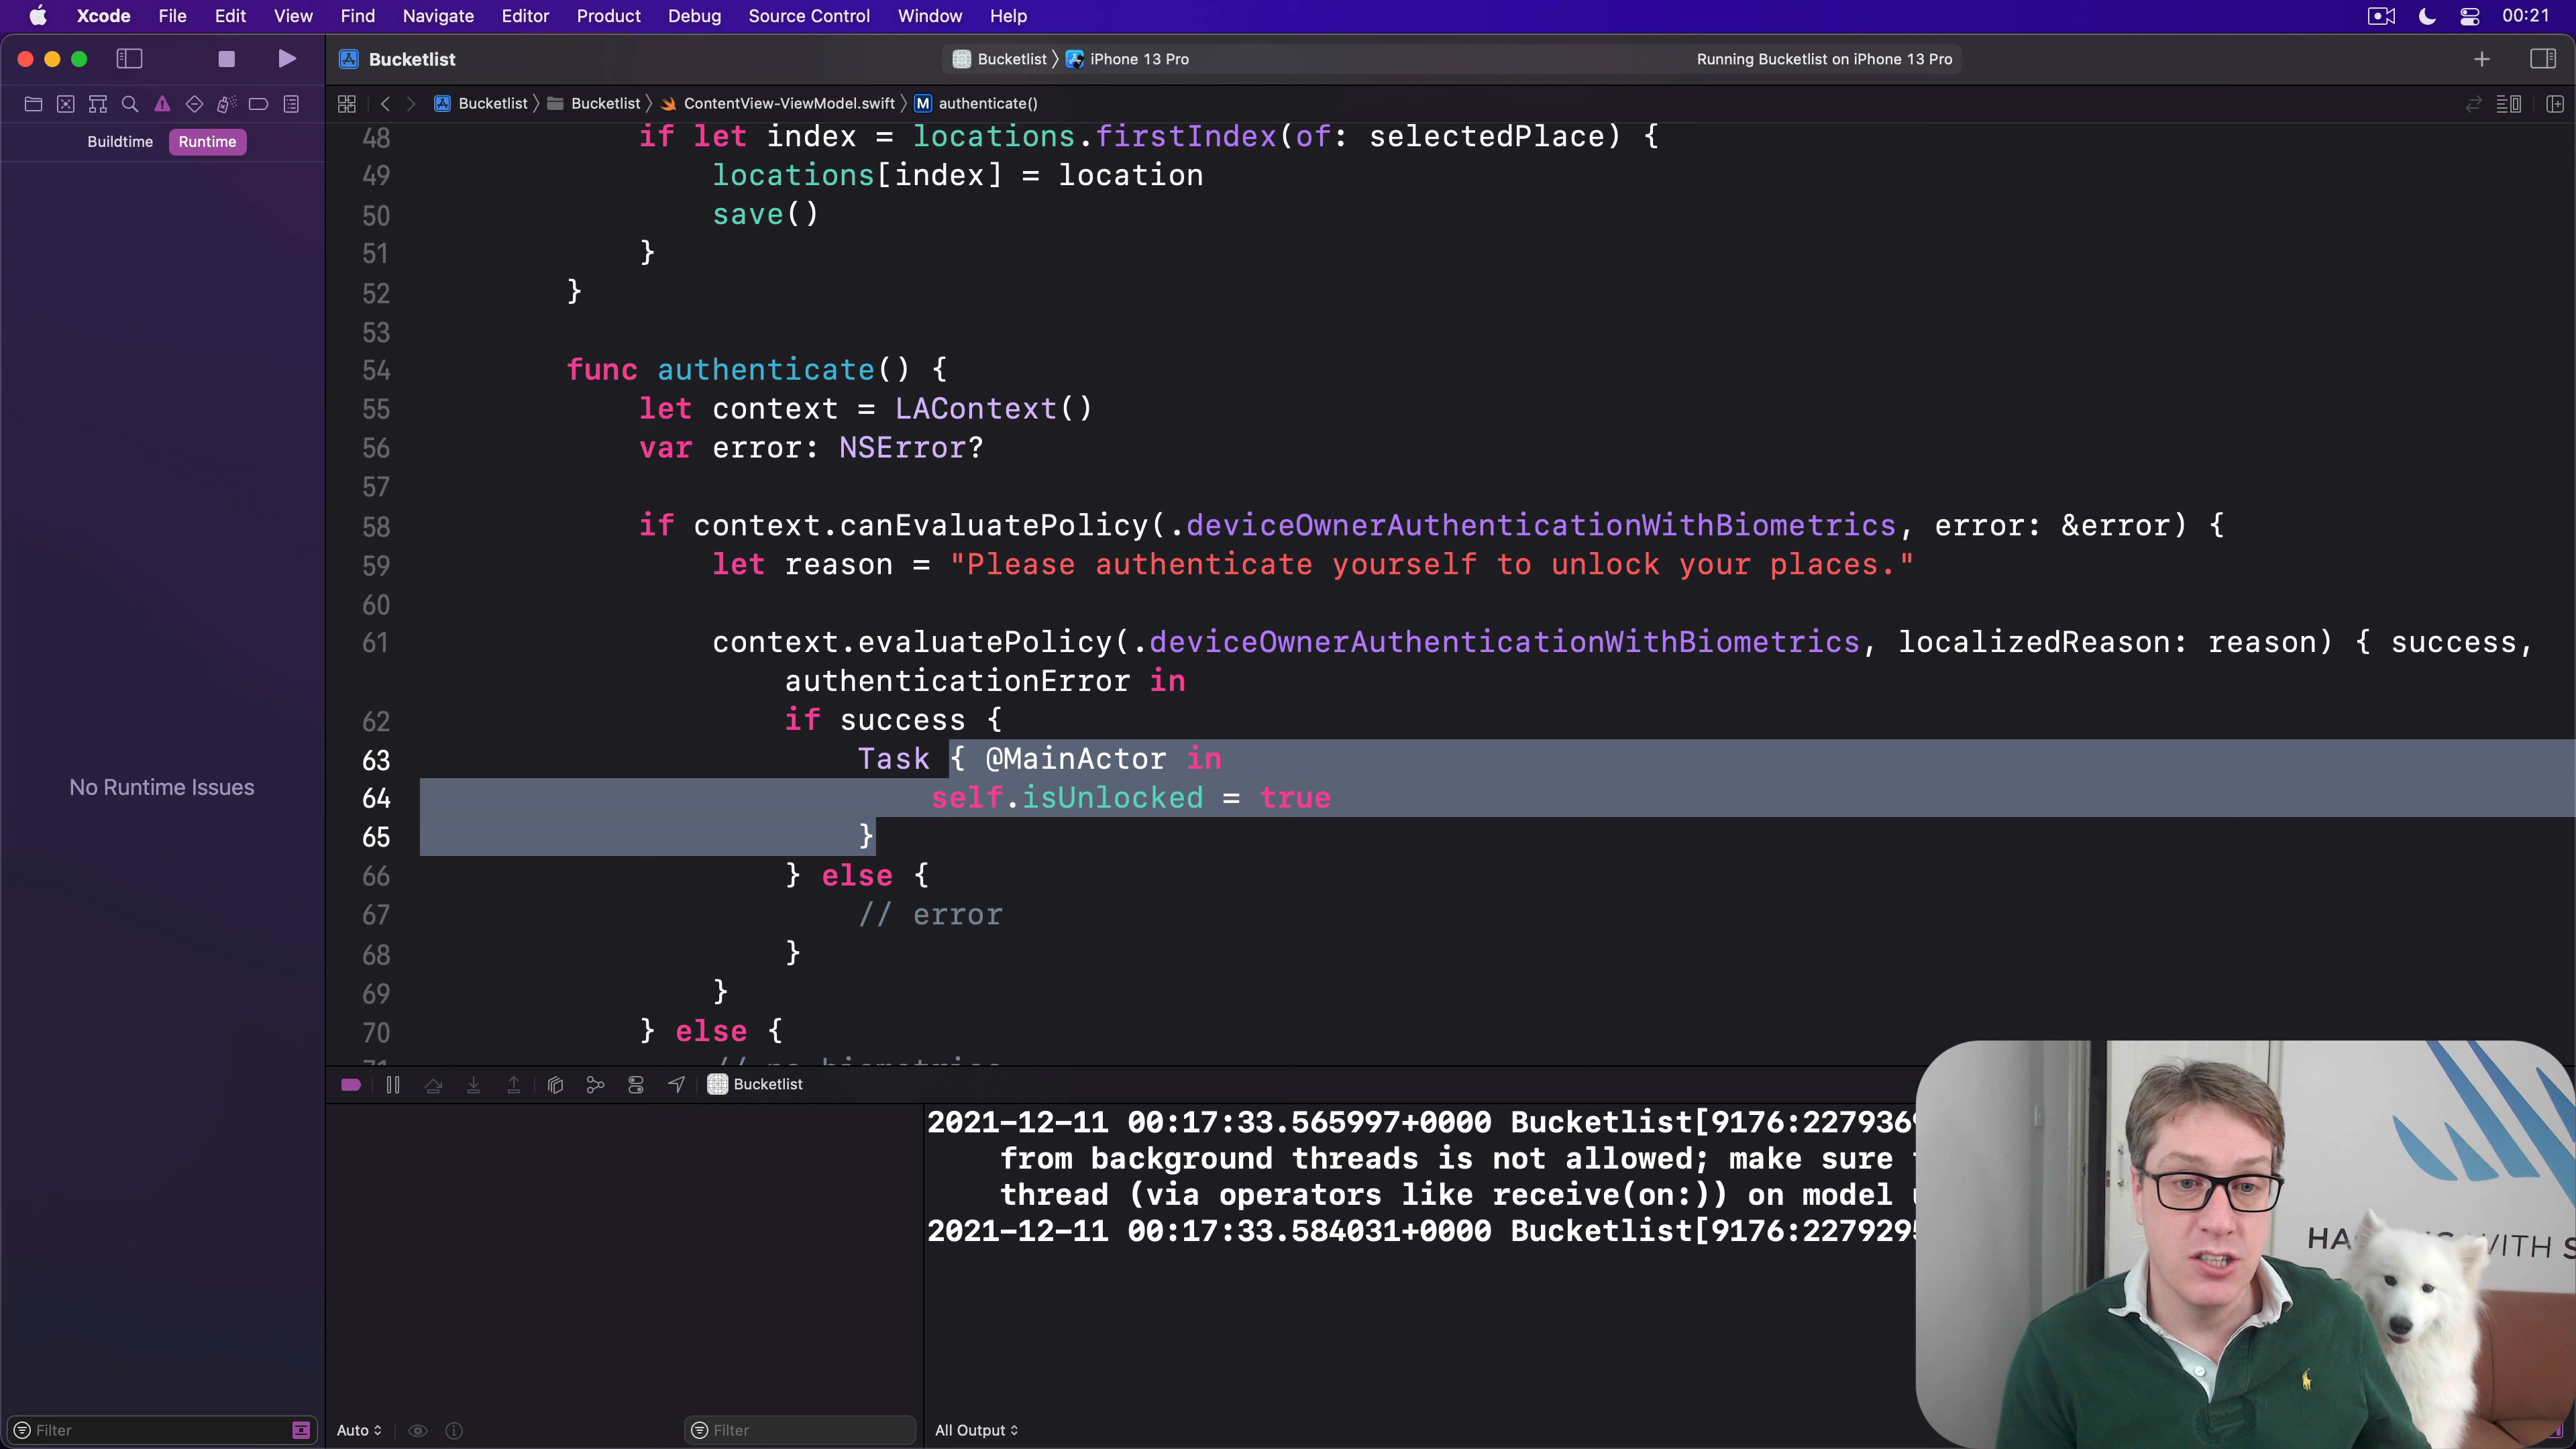 Xcode File Edit View Find Navigate Editor Product Debug Source Control Window Help 00:21
Bucketlist Bucketlist iPhone 13 Pro Running Bucketlist on iPhone 13 Pro
Bucketlist Bucketlist ContentView-ViewModel.swift M authenticate()
Buildtime Runtime
No Runtime Issues
48 if let index = locations.firstIndex(of: selectedPlace) {
49 locations[index] = location
50 save()
51 }
52 }
53
54 func authenticate() {
55 let context = LAContext()
56 var error: NSError?
57
58 if context.canEvaluatePolicy(.deviceOwnerAuthenticationWithBiometrics, error: &error) {
59 let reason = "Please authenticate yourself to unlock your places."
60
61 context.evaluatePolicy(.deviceOwnerAuthenticationWithBiometrics, localizedReason: reason) { success,
authenticationError in
62 if success {
63 Task { @MainActor in
64 self.isUnlocked = true
65 }
66 } else {
67 // error
68 }
69 }
70 } else {
Bucketlist
2021-12-11 00:17:33.565997+0000 Bucketlist[9176:2279369
from background threads is not allowed; make sure
thread (via operators like receive(on:)) on model
2021-12-11 00:17:33.584031+0000 Bucketlist[9176:227929
WITH
Filter Auto Filter All Output